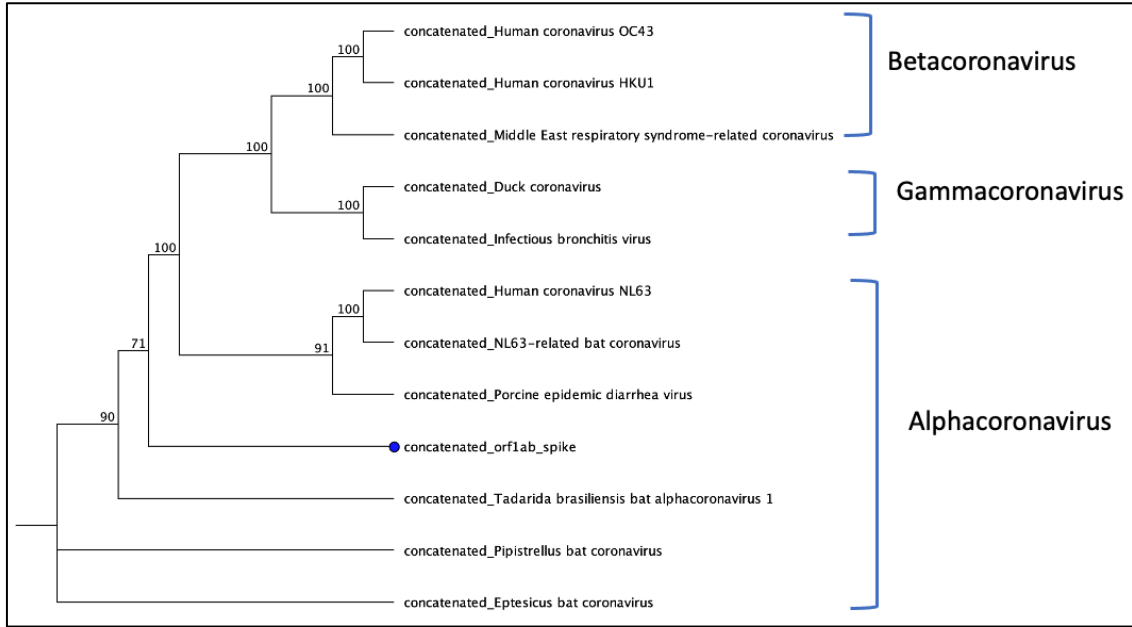 concatenated_Human coronavirus OC43
100
concatenated_Human coronavirus HKU1
Betacoronavirus
100
concatenated_Middle East respiratory syndrome-related coronavirus
100
concatenated_Duck coronavirus
Gammacoronavirus
100
concatenated_Infectious bronchitis virus
100
concatenated_Human coronavirus NL63
100
concatenated_NL63-related bat coronavirus
71
91
concatenated_Porcine epidemic diarrhea virus
90
Alphacoronavirus
concatenated_orf1ab_spike
concatenated_Tadarida brasiliensis bat alphacoronavirus 1
concatenated_Pipistrellus bat coronavirus
concatenated_Eptesicus bat coronavirus